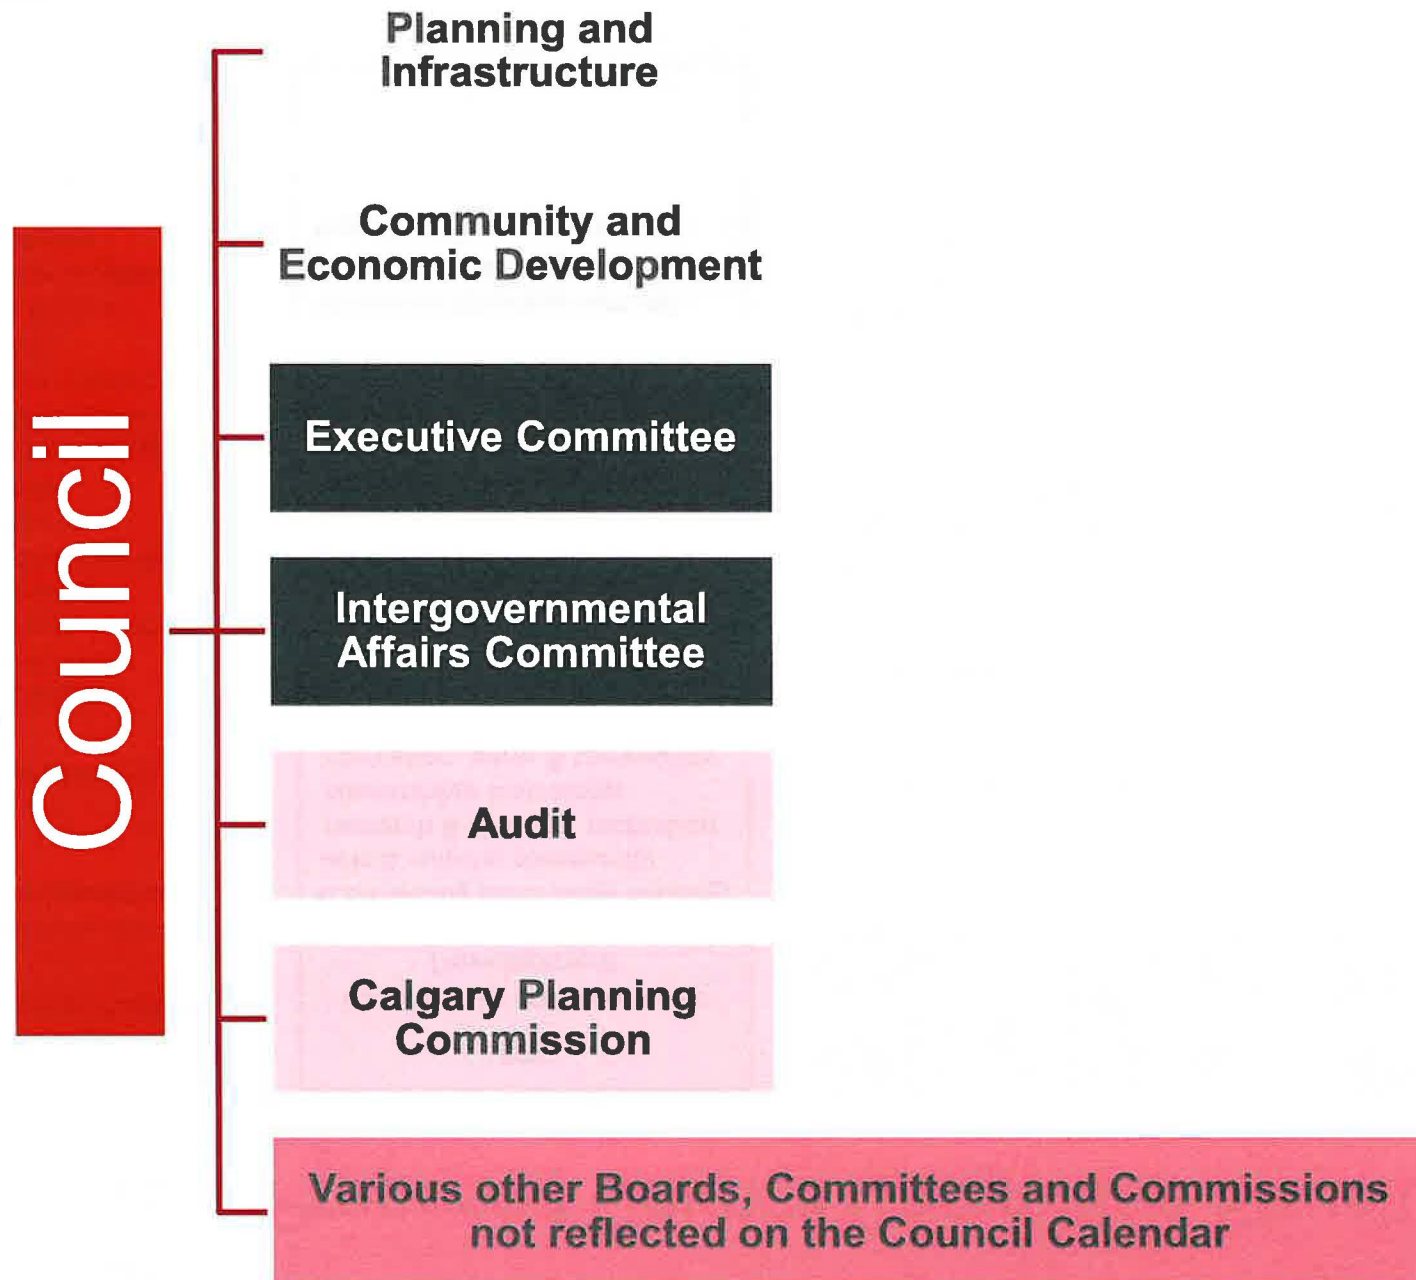 Council
Planning and
Infrastructure
Community and
Economic Development
Executive Committee
Intergovernmental
Affairs Committee
Audit
Calgary Planning
Commission
Various other Boards, Committees and Commissions
not reflected on the Council Calendar